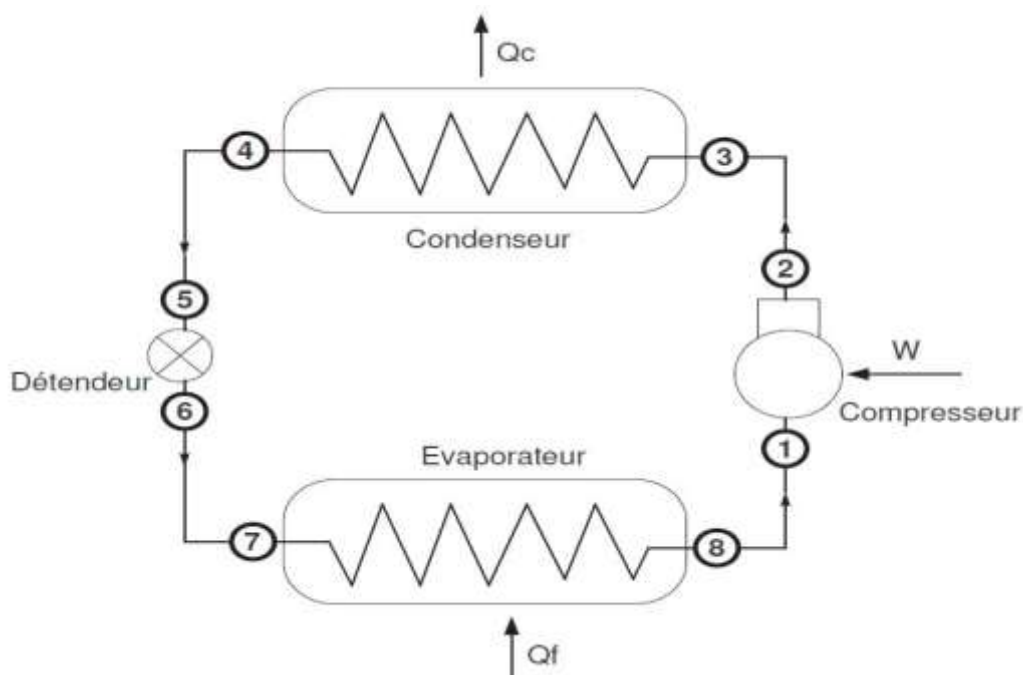 Qc
4
3
Condenseur
2
5
W
Détendeur
Compresseur
6
1
Evaporateur
7
8
Qf